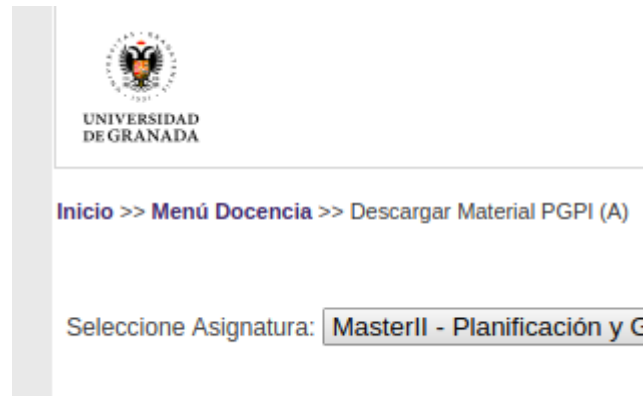 UNIVERSIDAD
DE GRANADA
Inicio >> Menú Docencia >> Descargar Material PGPI (A)
Seleccione Asignatura: MasterII - Planificación y G